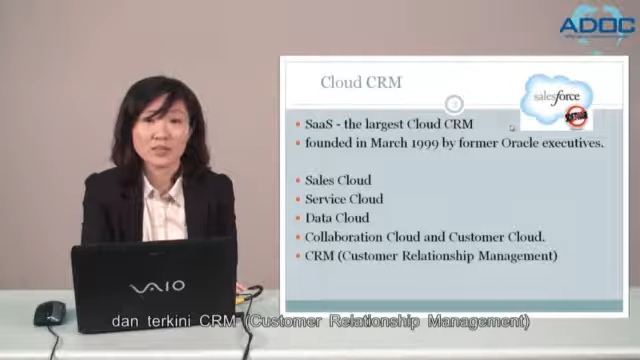 ADOC
Cloud CRM
salesforce
• SaaS - the largest Cloud CRM
• founded in March 1999 by former Oracle executives.
• Sales Cloud
• Service Cloud
• Data Cloud
• Collaboration Cloud and Customer Cloud.
• CRM (Customer Relationship Management)
VAIO
dan terkini CRM (Customer Relationship Management)